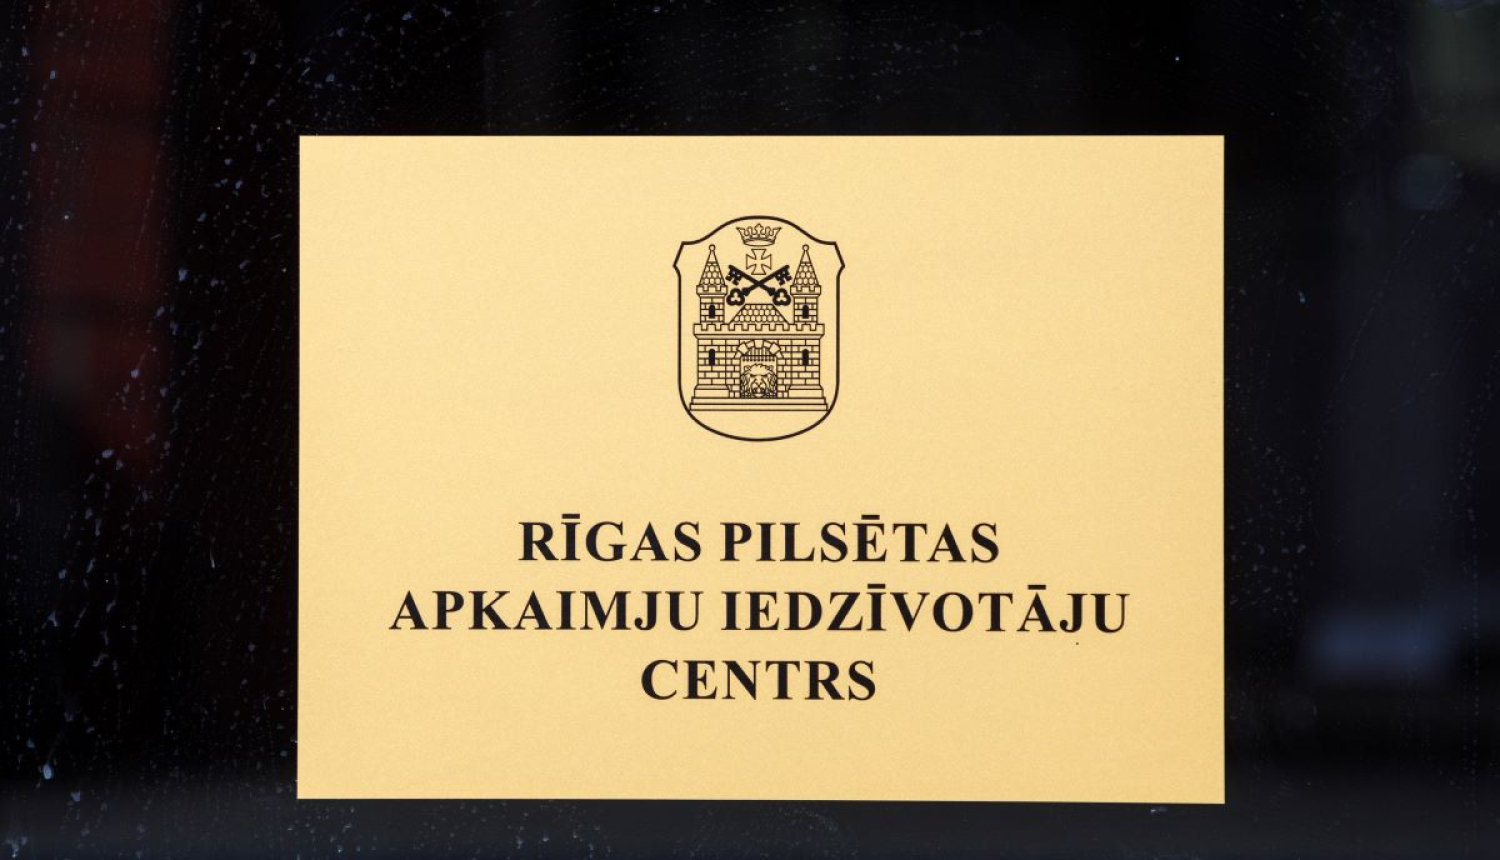 RĪGAS PILSĒTAS
APKAIMJU IEDZĪVOTĀJU
CENTRS